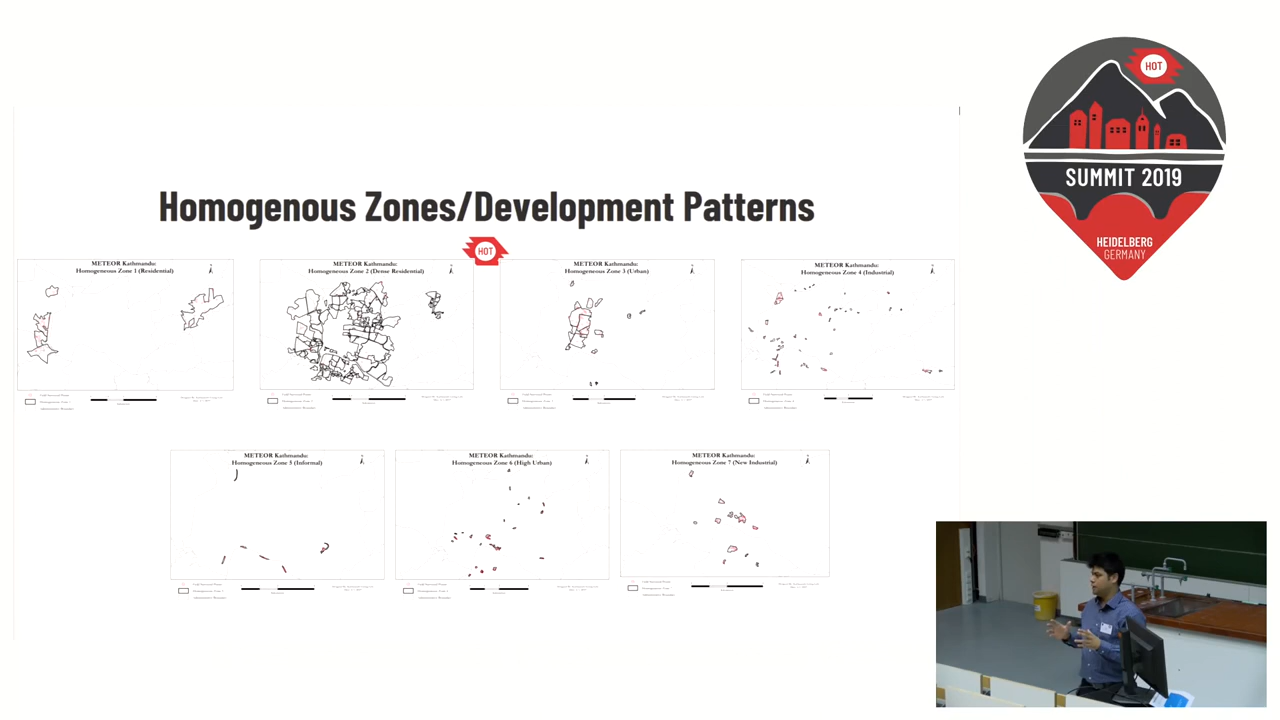 HOT
SUMMIT 2019
HEIDELBERG
GERMANY
Homogenous Zones/Development Patterns
HOT
METEOR Kathmandu:
Homogeneous Zone 1 (Residential)
METEOR Kathmandu:
Homogeneous Zone 2 (Dense Residential)
METEOR Kathmandu:
Homogeneous Zone 3 (Urban)
METEOR Kathmandu:
Homogeneous Zone 4 (Industrial)
METEOR Kathmandu:
Homogeneous Zone 5 (Informal)
METEOR Kathmandu:
Homogeneous Zone 6 (High Urban)
METEOR Kathmandu:
Homogeneous Zone 7 (New Industrial)